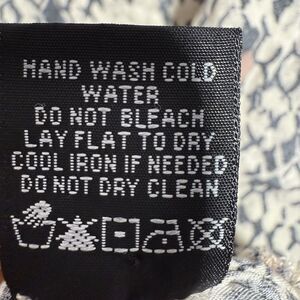 HAND WASH COLD
WATER
DO NOT BLEACH
LAY FLAT TO DRY
COOL IRON IF NEEDED
DO NOT DRY CLEAN